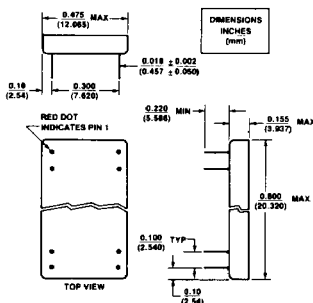 0.475 MAX
(12.065)
DIMENSIONS
INCHES
(mm)
0.018 ± 0.002
(0.457 ± 0.050)
0.10
(2.54)
0.300
(7.620)
0.220 MIN
(5.588)
0.155 MAX
(3.937)
RED DOT
INDICATES PIN 1
0.800 MAX
(20.320)
0.100 TYP
(2.540)
TOP VIEW
0.10
(2.54)